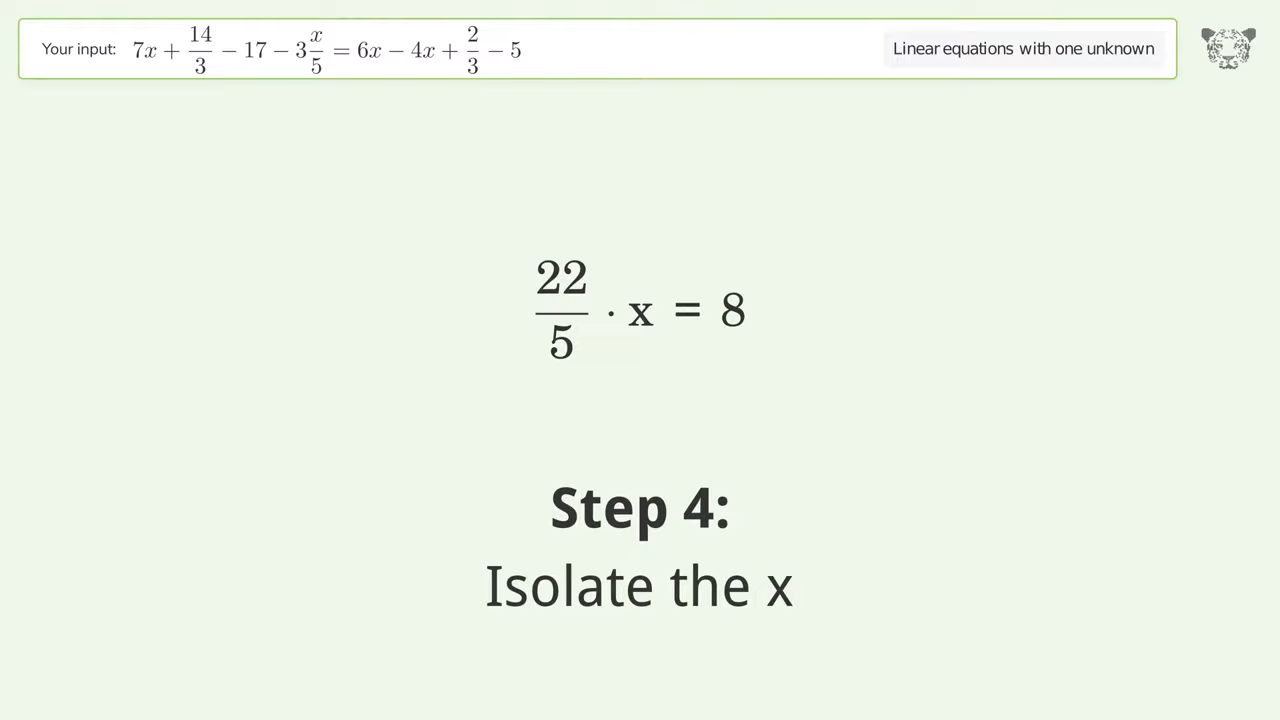 Your input: 7x + 14/3 − 17 − 3 x/5 = 6x − 4x + 2/3 − 5
Linear equations with one unknown
22/5 · x = 8
Step 4:
Isolate the x